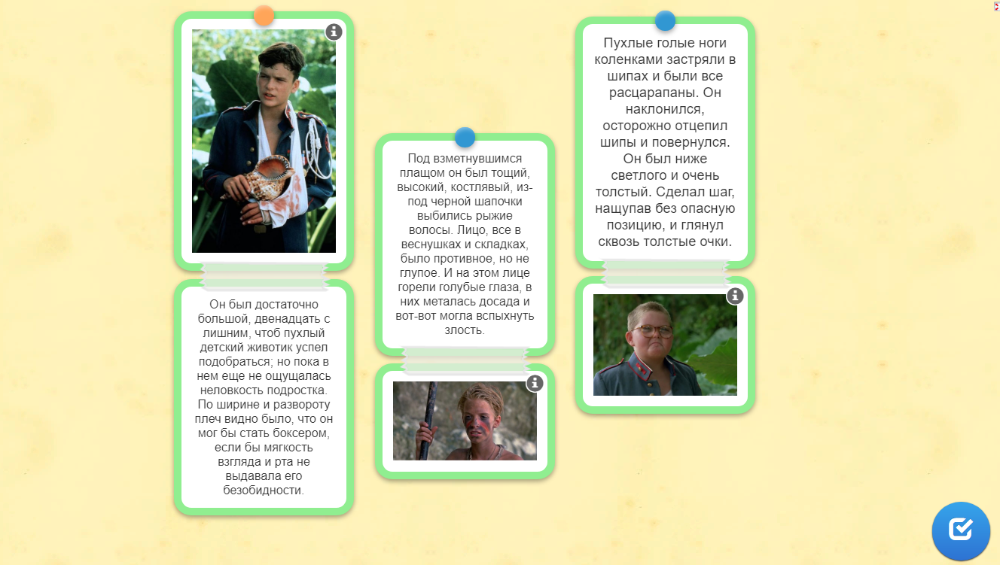 Он был достаточно
большой, двенадцать с
лишним, чтоб пухлый
детский животик успел
подобраться; но пока в
нем еще не ощущалась
неловкость подростка.
По ширине и развороту
плеч видно было, что он
мог бы стать боксером,
если бы мягкость
взгляда и рта не
выдавала его
безобидности.
Под взметнувшимся
плащом он был тощий,
высокий, костлявый, из-
под черной шапочки
выбились рыжие
волосы. Лицо, все в
веснушках и складках,
было противное, но не
глупое. И на этом лице
горели голубые глаза, в
них металась досада и
вот-вот могла вспыхнуть
злость.
Пухлые голые ноги
коленками застряли в
шипах и были все
расцарапаны. Он
наклонился,
осторожно отцепил
шипы и повернулся.
Он был ниже
светлого и очень
толстый. Сделал шаг,
нащупав без опасную
позицию, и глянул
сквозь толстые очки.